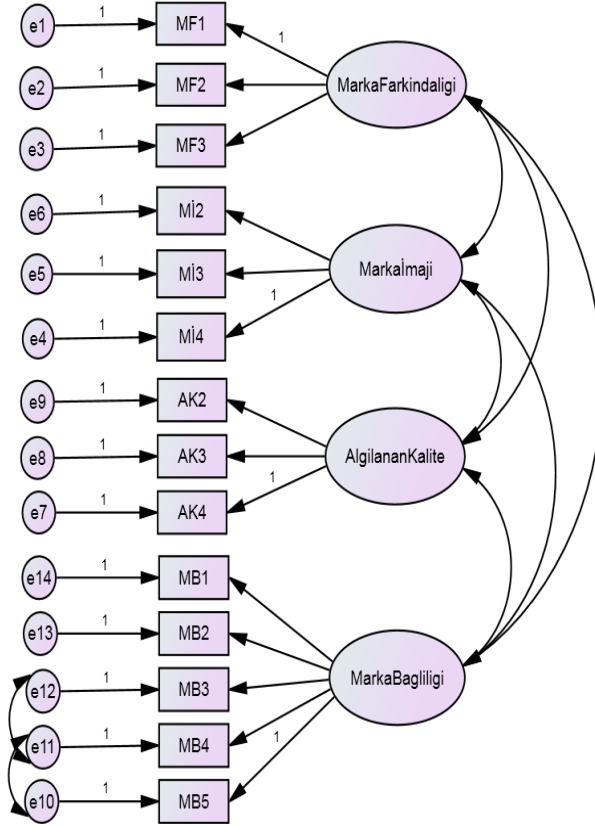 e1 1 MF1 1
e2 1 MF2 MarkaFarkindaligi
e3 1 MF3
e6 1 Mİ2
e5 1 Mİ3 Markaİmaji
e4 1 Mİ4 1
e9 1 AK2
e8 1 AK3 AlgilananKalite
e7 1 AK4 1
e14 1 MB1
e13 1 MB2
e12 1 MB3 MarkaBagliligi
e11 1 MB4 1
e10 1 MB5